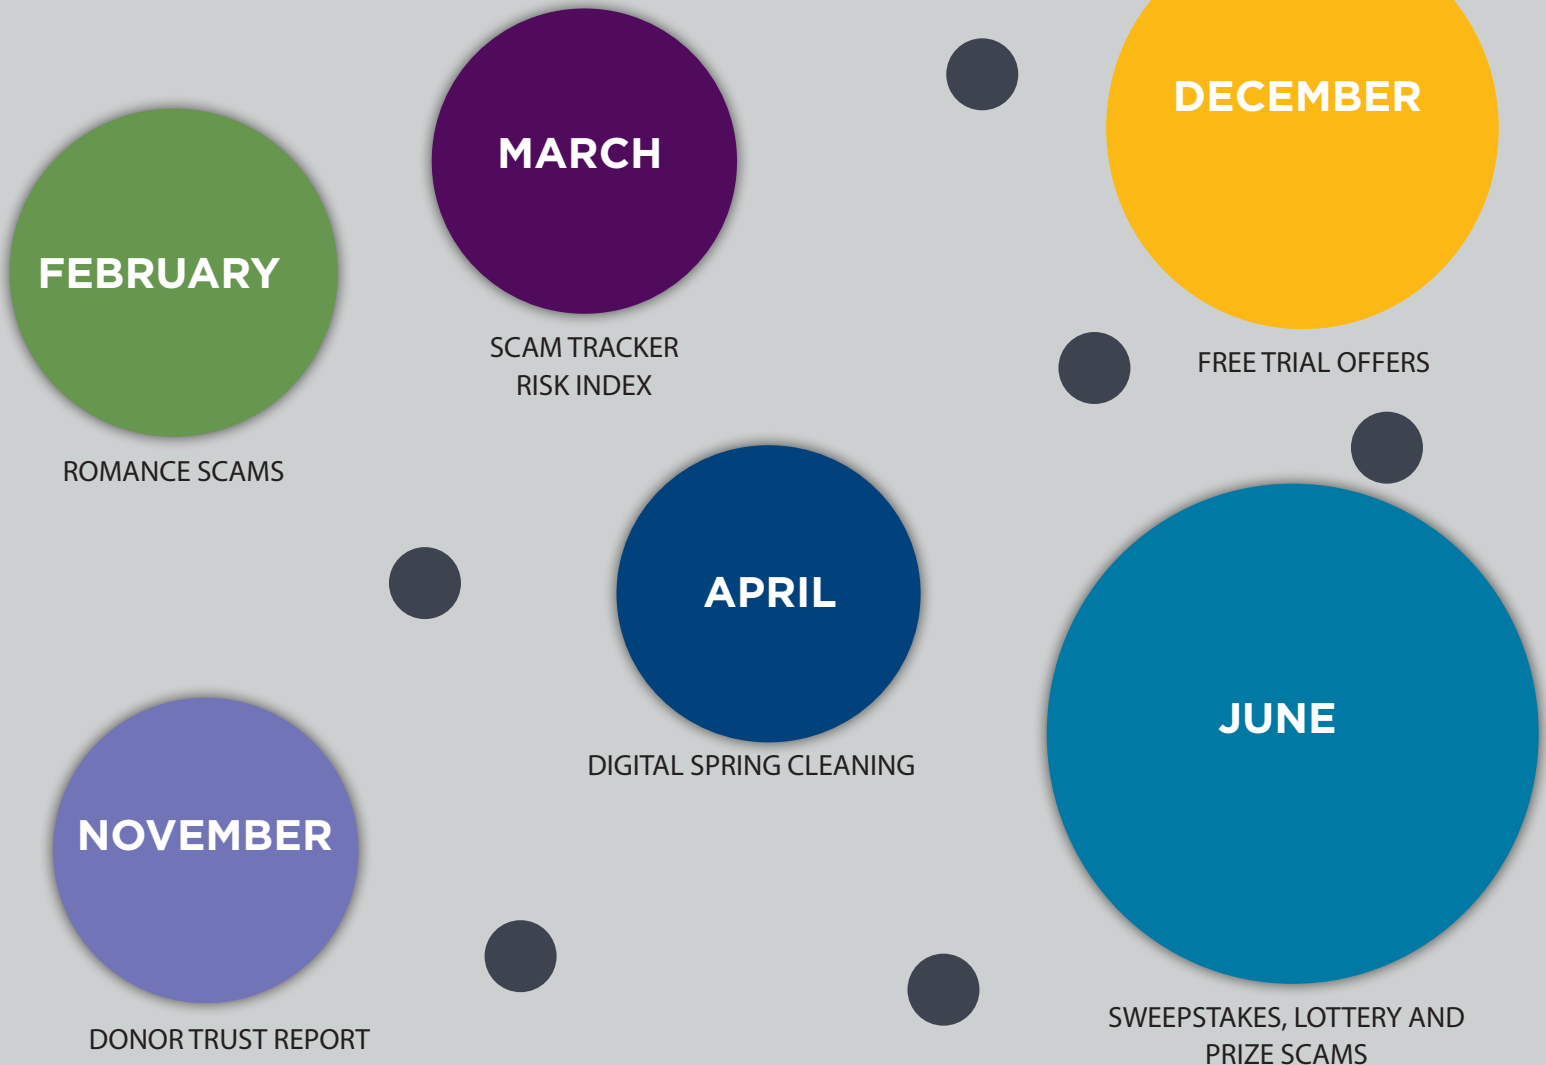 FEBRUARY
ROMANCE SCAMS
MARCH
SCAM TRACKER
RISK INDEX
DECEMBER
FREE TRIAL OFFERS
APRIL
DIGITAL SPRING CLEANING
JUNE
SWEEPSTAKES, LOTTERY AND
PRIZE SCAMS
NOVEMBER
DONOR TRUST REPORT